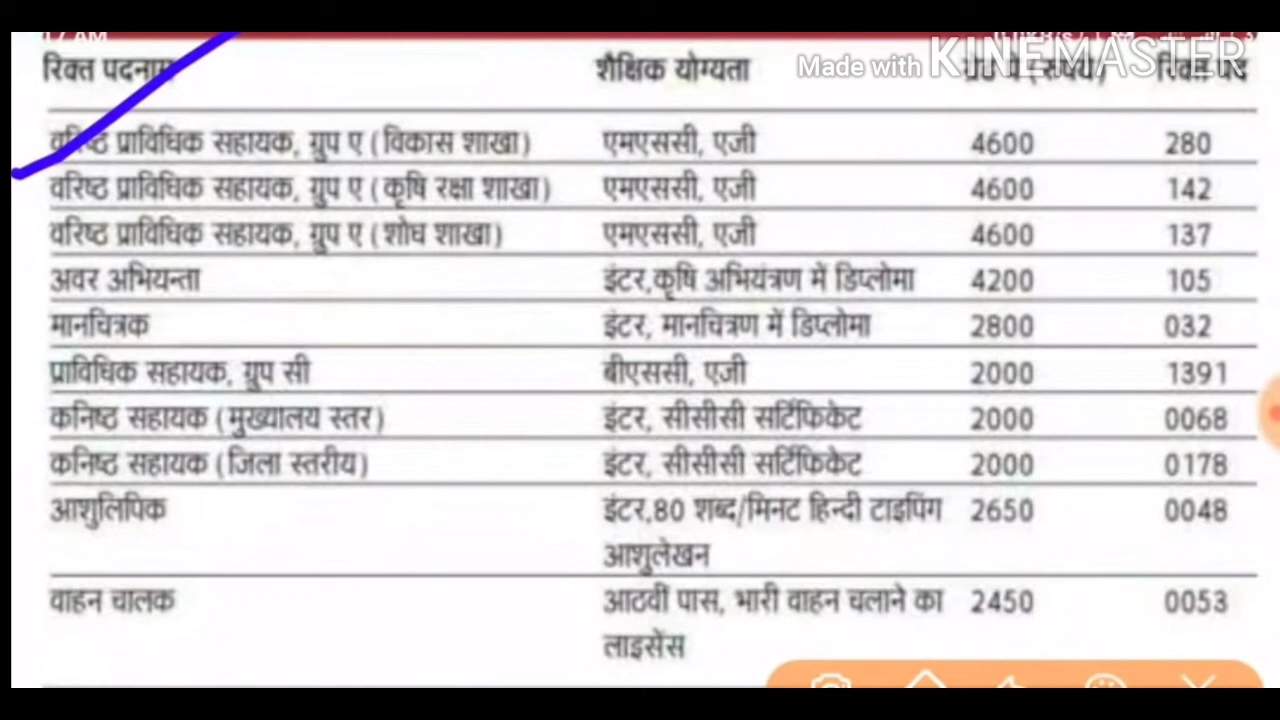 17 AM
रिक्त पदनाम शैक्षिक योग्यता Made with KINEMASTER रिक्त पद
वरिष्ठ प्राविधिक सहायक, ग्रुप ए (विकास शाखा) एमएससी, एजी 4600 280
वरिष्ठ प्राविधिक सहायक, ग्रुप ए (कृषि रक्षा शाखा) एमएससी, एजी 4600 142
वरिष्ठ प्राविधिक सहायक, ग्रुप ए (शोध शाखा) एमएससी, एजी 4600 137
अवर अभियन्ता इंटर,कृषि अभियंत्रण में डिप्लोमा 4200 105
मानचित्रक इंटर, मानचित्रण में डिप्लोमा 2800 032
प्राविधिक सहायक, ग्रुप सी बीएससी, एजी 2000 1391
कनिष्ठ सहायक (मुख्यालय स्तर) इंटर, सीसीसी सर्टिफिकेट 2000 0068
कनिष्ठ सहायक (जिला स्तरीय) इंटर, सीसीसी सर्टिफिकेट 2000 0178
आशुलिपिक इंटर,80 शब्द/मिनट हिन्दी टाइपिंग 2650 0048
आशुलेखन
वाहन चालक आठवीं पास, भारी वाहन चलाने का 2450 0053
लाइसेंस